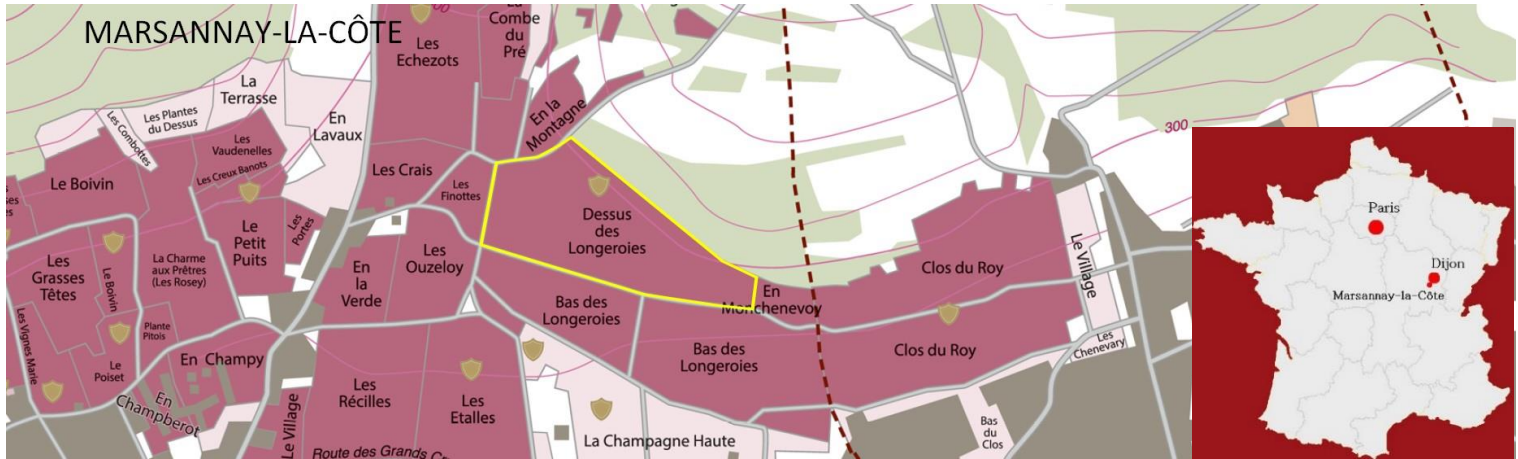 MARSANNAY-LA-CÔTE
Les
Echezots
Combe
du
Pré
La
Terrasse
Les Plantes
du Dessus
Les Combottes
En
Lavaux
Les
Vaudenelles
Les Creux Banots
Le Boivin
Les Crais
Les
Finottes
En la
Montagne
300
Dessus
des
Longeroies
Le
Petit
Puits
Les
Portes
Les
Grasses
Têtes
Le Boivin
La Charme
aux Prêtres
(Les Rosey)
En
la
Verde
Les
Ouzeloy
Bas des
Longeroies
En
Monchenevoy
Clos du Roy
Le Village
Les Vignes Marie
Plante
Pitois
Le
Poiset
En Champy
En
Champberot
Bas des
Longeroies
Clos du Roy
Les
Chenevary
Le Village
Les
Récilles
Les
Etalles
La Champagne Haute
Bas
du
Clos
Route des Grands
Paris
Dijon
Marsannay-la-Côte